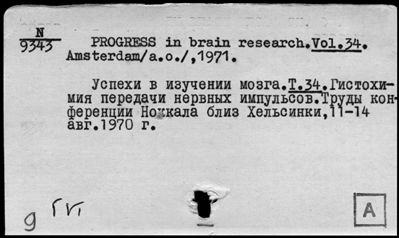 N
9343
PROGRESS in brain research.Vol.34.
Amsterdam/a.o./,1971.
Успехи в изучении мозга.Т.34.Гистохи-
мия передачи нервных импульсов.Труды кон-
ференции Ноккала близ Хельсинки,11-14
авг.1970 г.
g
A